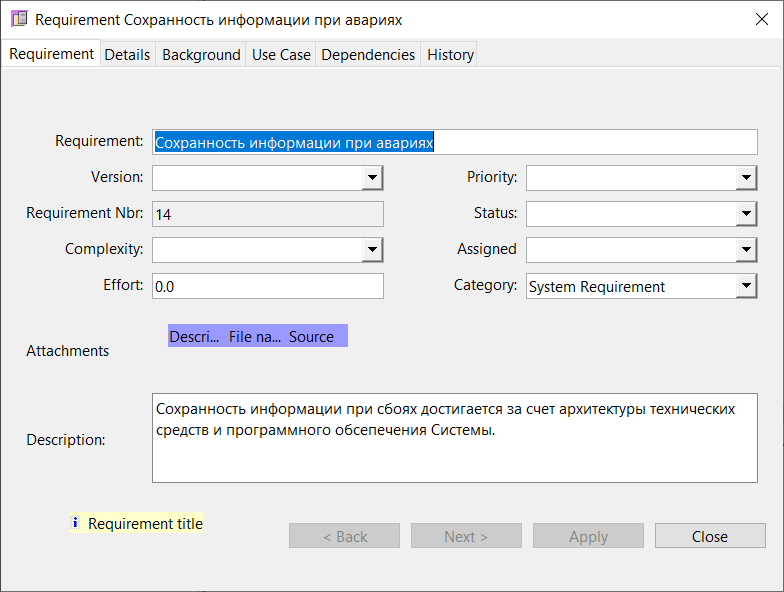 Requirement Сохранность информации при авариях
Requirement Details Background Use Case Dependencies History
Requirement: Сохранность информации при авариях
Version: Priority:
Requirement Nbr: 14 Status:
Complexity: Assigned
Effort: 0.0 Category: System Requirement
Descri... File na... Source
Attachments
Сохранность информации при сбоях достигается за счет архитектуры технических
средств и программного обсепечения Системы.
Description:
i Requirement title
< Back Next > Apply Close